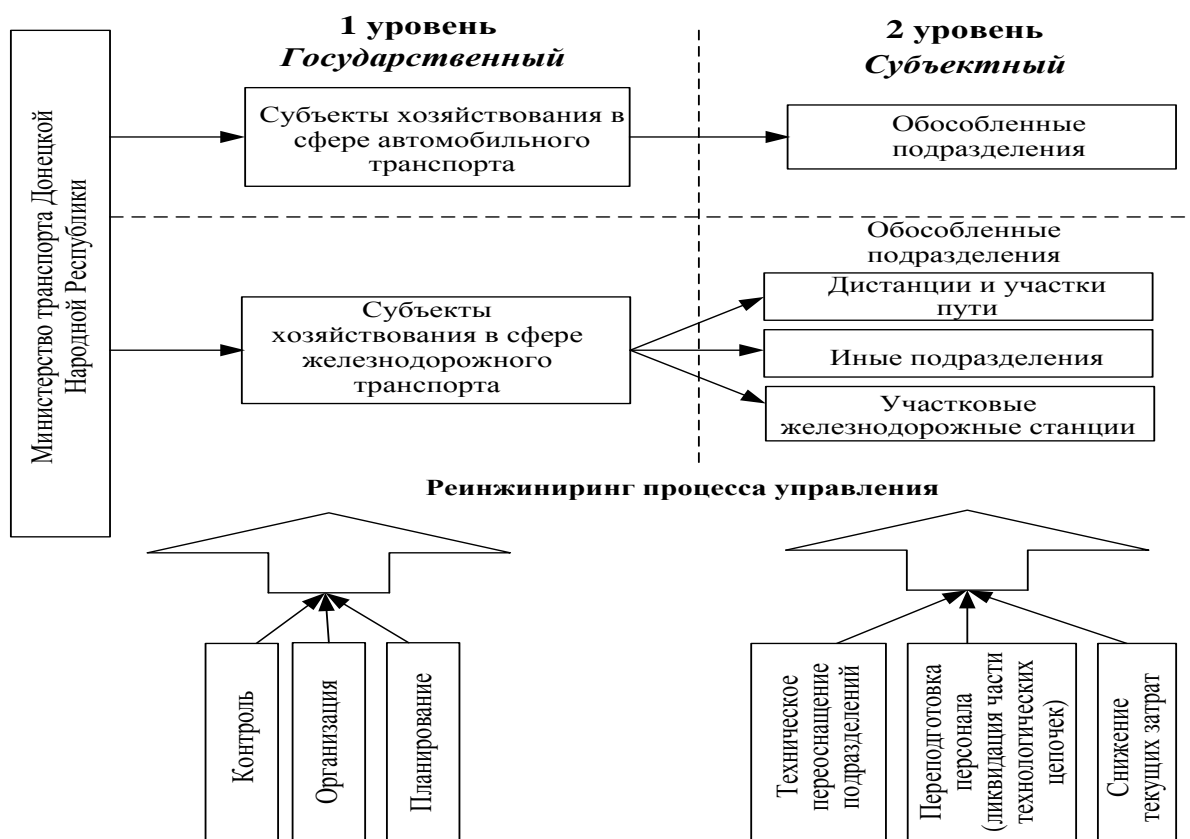 1 уровень
Государственный
2 уровень
Субъектный
Министерство транспорта Донецкой
Народной Республики
Субъекты хозяйствования в
сфере автомобильного
транспорта
Обособленные
подразделения
Обособленные
подразделения
Субъекты
хозяйствования в сфере
железнодорожного
транспорта
Дистанции и участки
пути
Иные подразделения
Участковые
железнодорожные станции
Реинжиниринг процесса управления
Контроль
Организация
Планирование
Техническое
переоснащение
подразделений
Переподготовка
персонала
(ликвидация части
технологических
цепочек)
Снижение
текущих затрат